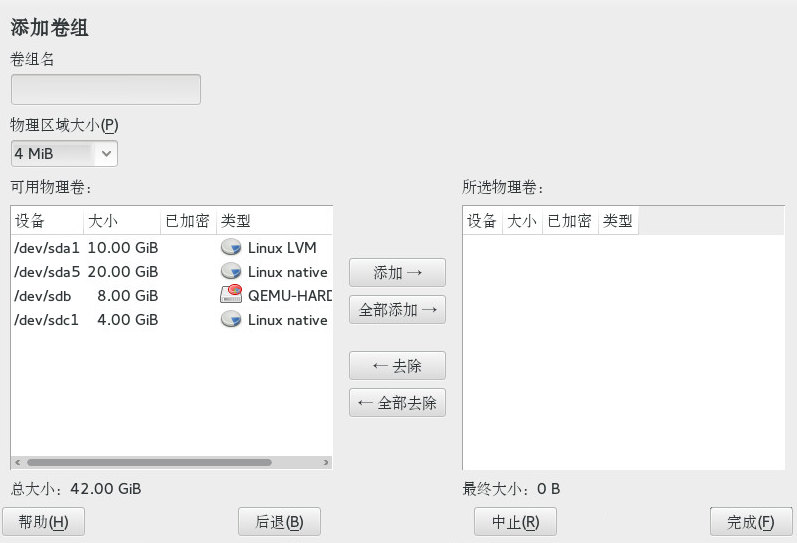 添加卷组
卷组名
物理区域大小(P)
4 MiB
可用物理卷:
设备 大小 已加密 类型
/dev/sda1 10.00 GiB Linux LVM
/dev/sda5 20.00 GiB Linux native
/dev/sdb 8.00 GiB QEMU-HARD
/dev/sdc1 4.00 GiB Linux native
总大小: 42.00 GiB
添加 →
全部添加 →
← 去除
← 全部去除
所选物理卷:
设备 大小 已加密 类型
最终大小: 0 B
帮助(H) 后退(B) 中止(R) 完成(F)